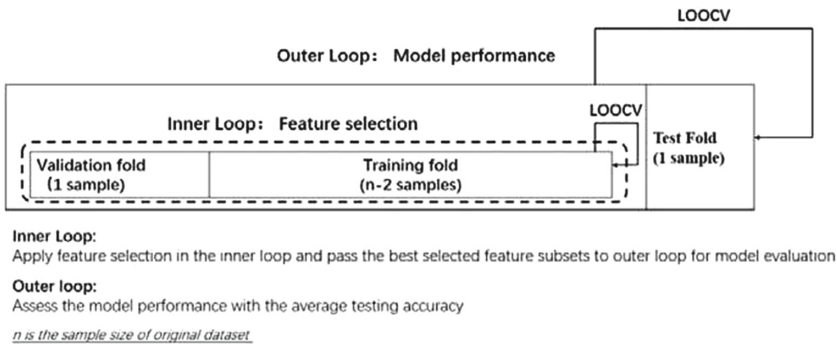 LOOCV
Outer Loop: Model performance
LOOCV
Inner Loop: Feature selection
Test Fold
(1 sample)
Validation fold
(1 sample)
Training fold
(n-2 samples)
Inner Loop:
Apply feature selection in the inner loop and pass the best selected feature subsets to outer loop for model evaluation
Outer loop:
Assess the model performance with the average testing accuracy
n is the sample size of original dataset